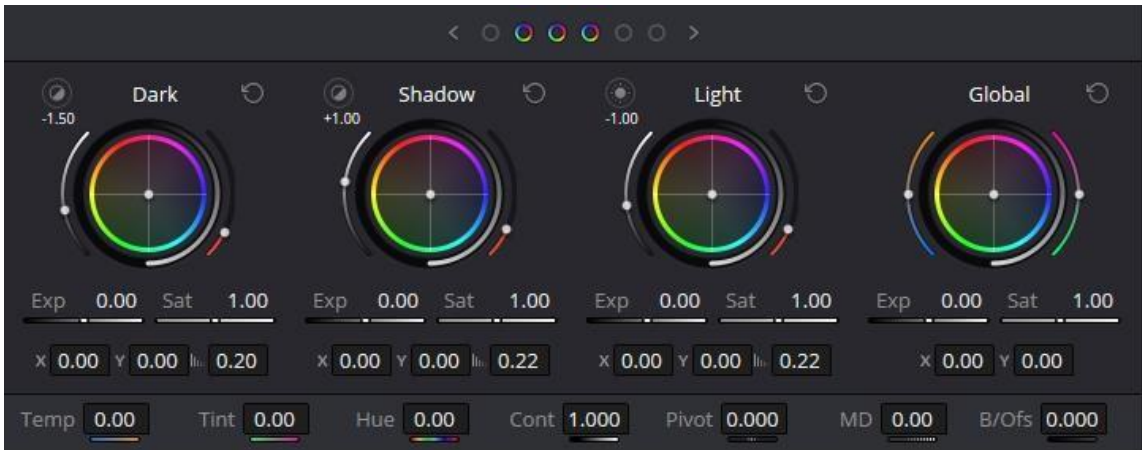 Dark Shadow Light Global
-1.50 +1.00 -1.00
Exp 0.00 Sat 1.00 Exp 0.00 Sat 1.00 Exp 0.00 Sat 1.00 Exp 0.00 Sat 1.00
X 0.00 Y 0.00 0.20 X 0.00 Y 0.00 0.22 X 0.00 Y 0.00 0.22 X 0.00 Y 0.00
Temp 0.00 Tint 0.00 Hue 0.00 Cont 1.000 Pivot 0.000 MD 0.00 B/Ofs 0.000